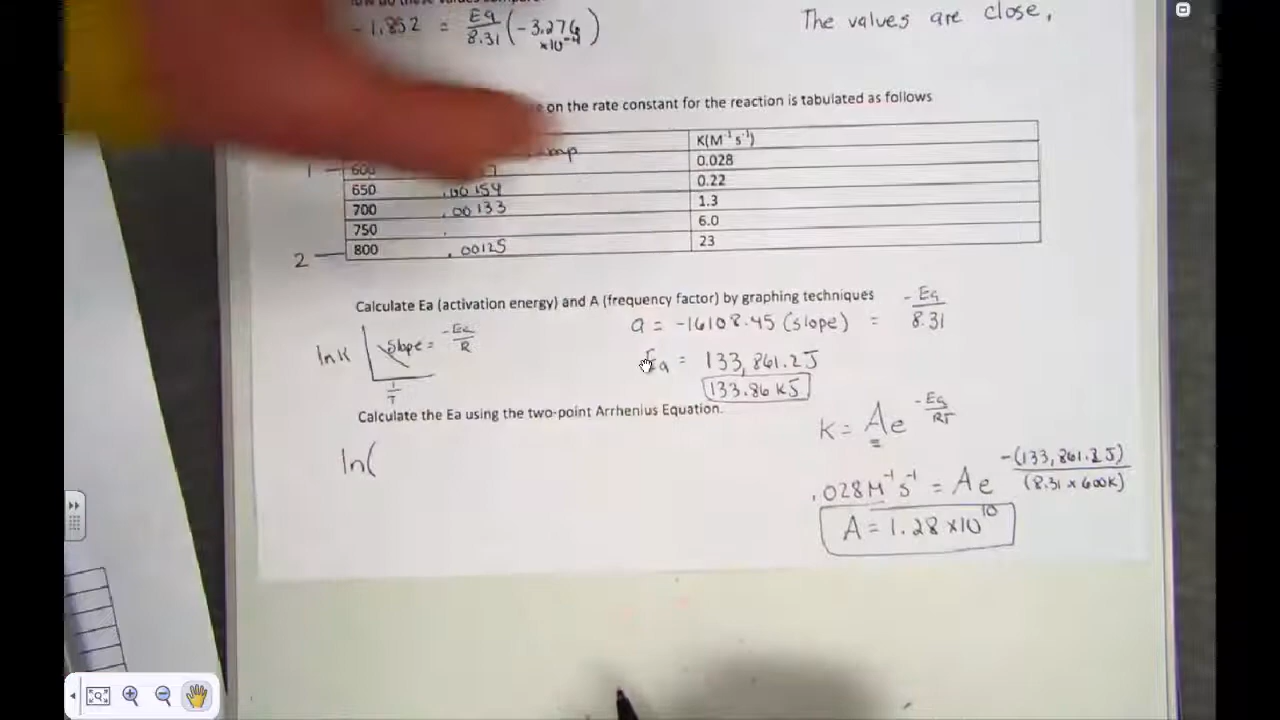 -1.852 = Ea/8.31 (-3.276 ×10⁻⁴)
The values are close.
on the rate constant for the reaction is tabulated as follows
K(M⁻¹s⁻¹)
1 600 0.028
650 .00154 0.22
700 .00133 1.3
750 . 6.0
2 800 .00125 23
Calculate Ea (activation energy) and A (frequency factor) by graphing techniques
lnK slope = -Ea/R
1/T
a = -16108.45 (slope) = -Ea/8.31
Ea = 133,861.2J
133.86 KJ
Calculate the Ea using the two-point Arrhenius Equation.
K = Ae^(-Ea/RT)
ln(
.028M⁻¹s⁻¹ = Ae^(-(133,861.2J)/(8.31×600K))
A = 1.28×10¹⁰